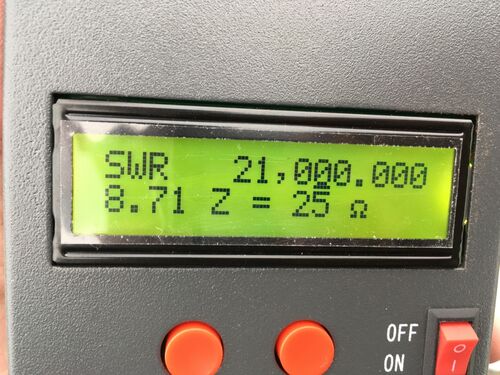 SWR 21,000.000
8.71 Z = 25 Ω
OFF
ON